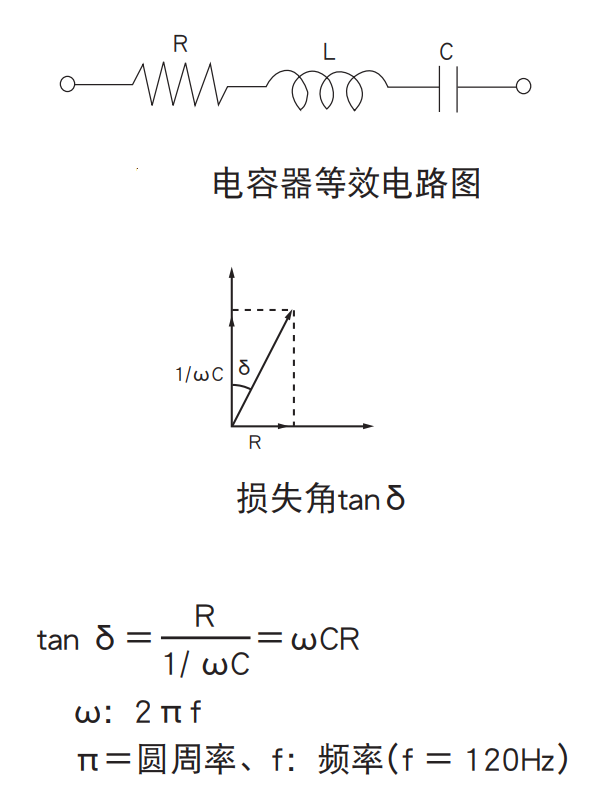 R L C
电容器等效电路图
1/ωC δ
R
损失角tanδ
tan δ = R / 1/ωC = ωCR
ω: 2πf
π=圆周率、f: 频率(f = 120Hz)